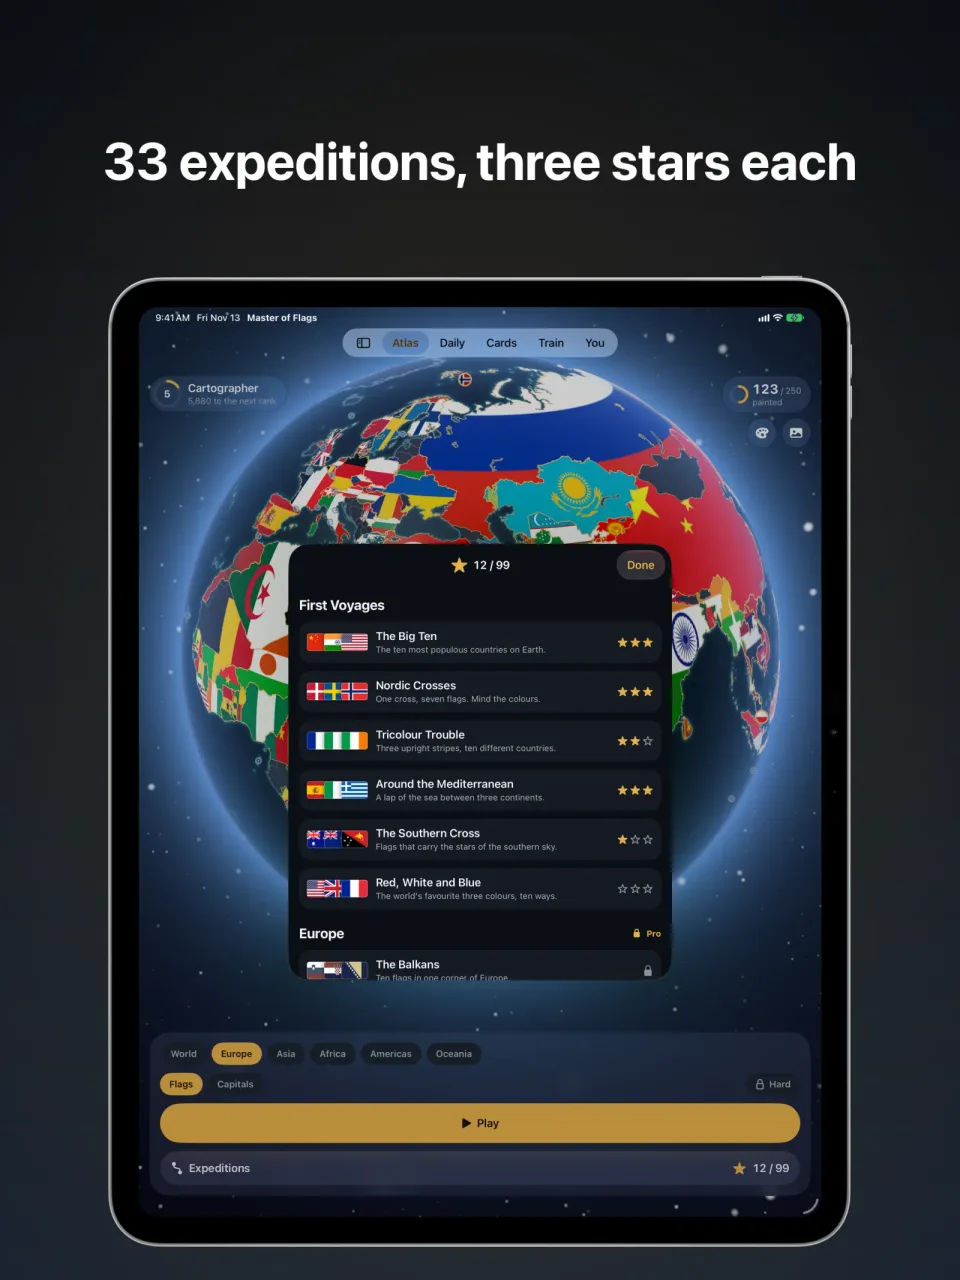 33 expeditions, three stars each
9:41 AM Fri Nov 13 Master of Flags
Atlas Daily Cards Train You
5 Cartographer
5,880 to the next rank
123 / 250
painted
12 / 99 Done
First Voyages
The Big Ten
The ten most populous countries on Earth.
Nordic Crosses
One cross, seven flags. Mind the colours.
Tricolour Trouble
Three upright stripes, ten different countries.
Around the Mediterranean
A lap of the sea between three continents.
The Southern Cross
Flags that carry the stars of the southern sky.
Red, White and Blue
The world's favourite three colours, ten ways.
Europe Pro
The Balkans
Ten flags in one corner of Europe.
World Europe Asia Africa Americas Oceania
Flags Capitals Hard
Play
Expeditions 12 / 99